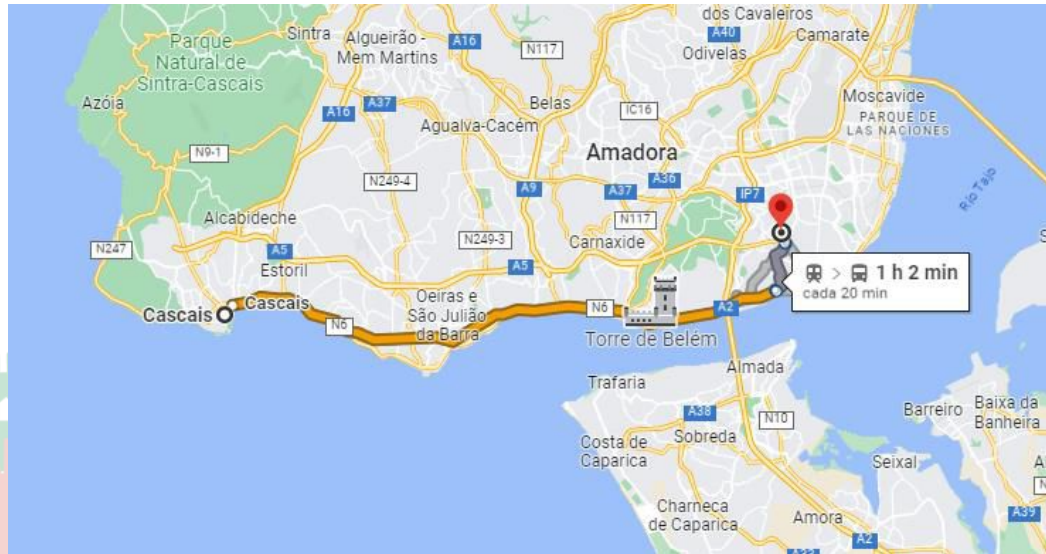 dos Cavaleiros
Camarate
A40
Odivelas
Sintra
Algueirão -
Mem Martins
A16
N117
Parque
Natural de
Sintra-Cascais
Azóia
A37
A16
Belas
IC16
Moscavide
PARQUE DE
LAS NACIONES
Agualva-Cacém
Amadora
N9-1
N249-4
A9
A37
A36
IP7
Río Tajo
Alcabideche
N117
N247
A5
N249-3
Carnaxide
A5
Estoril
1 h 2 min
cada 20 min
Cascais
Cascais
Oeiras e
São Julião
da Barra
N6
N6
A2
Torre de Belém
Almada
Trafaria
A38
N10
Barreiro
Baixa da
Banheira
Costa de
Caparica
Sobreda
Seixal
Charneca
de Caparica
Amora
A2
A39
A33